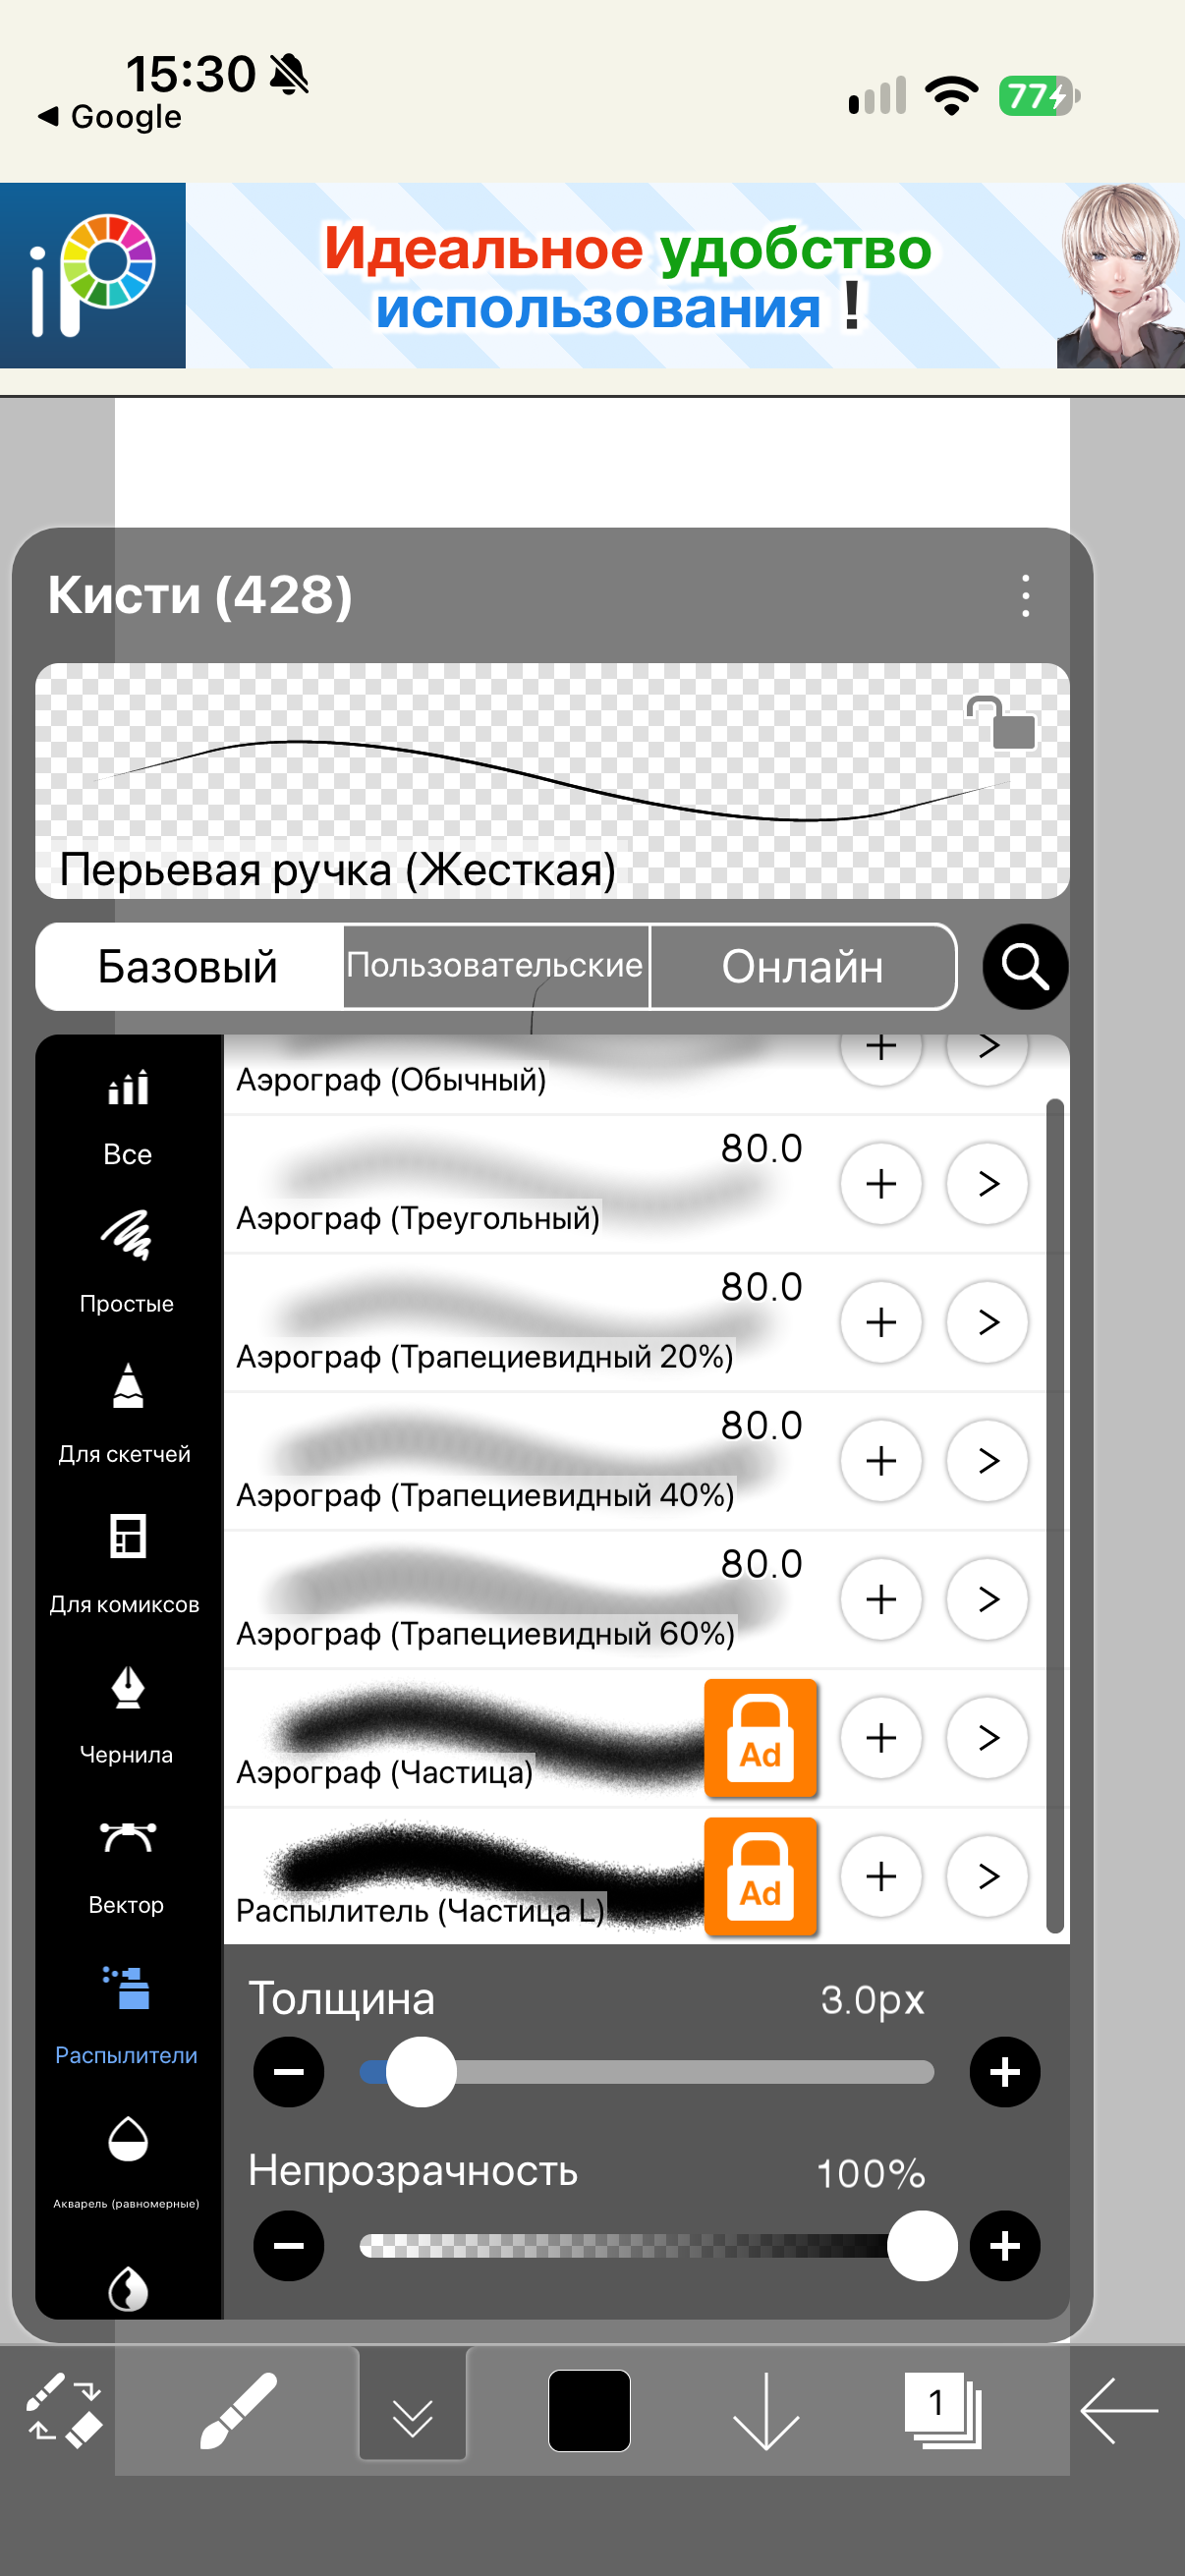 15:30
◀ Google
77
iP
Идеальное удобство
использования !
Кисти (428)
Перьевая ручка (Жесткая)
Базовый
Пользовательские
Онлайн
Все
Простые
Для скетчей
Для комиксов
Чернила
Вектор
Распылители
Акварель (равномерные)
Аэрограф (Обычный)
80.0
Аэрограф (Треугольный)
80.0
Аэрограф (Трапециевидный 20%)
80.0
Аэрограф (Трапециевидный 40%)
80.0
Аэрограф (Трапециевидный 60%)
Ad
Аэрограф (Частица)
Ad
Распылитель (Частица L)
Толщина
3.0px
Непрозрачность
100%
1